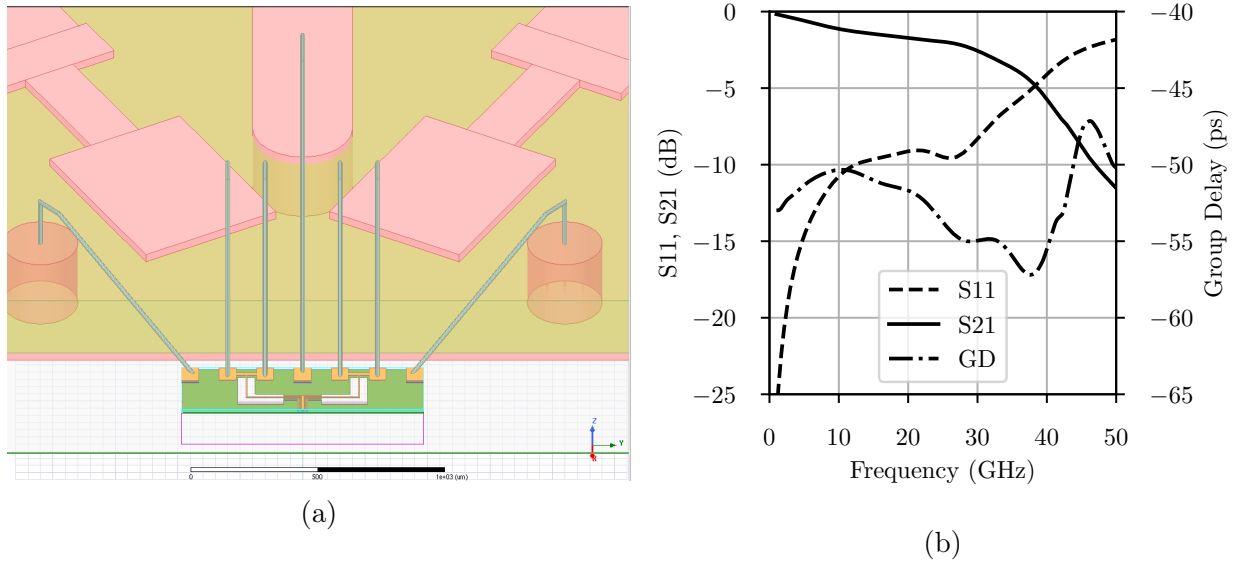 Z
Y
X
0
500
1e+03 (um)
(a)
0
−5
−10
−15
−20
−25
S11, S21 (dB)
−40
−45
−50
−55
−60
−65
Group Delay (ps)
S11
S21
GD
0 10 20 30 40 50
Frequency (GHz)
(b)